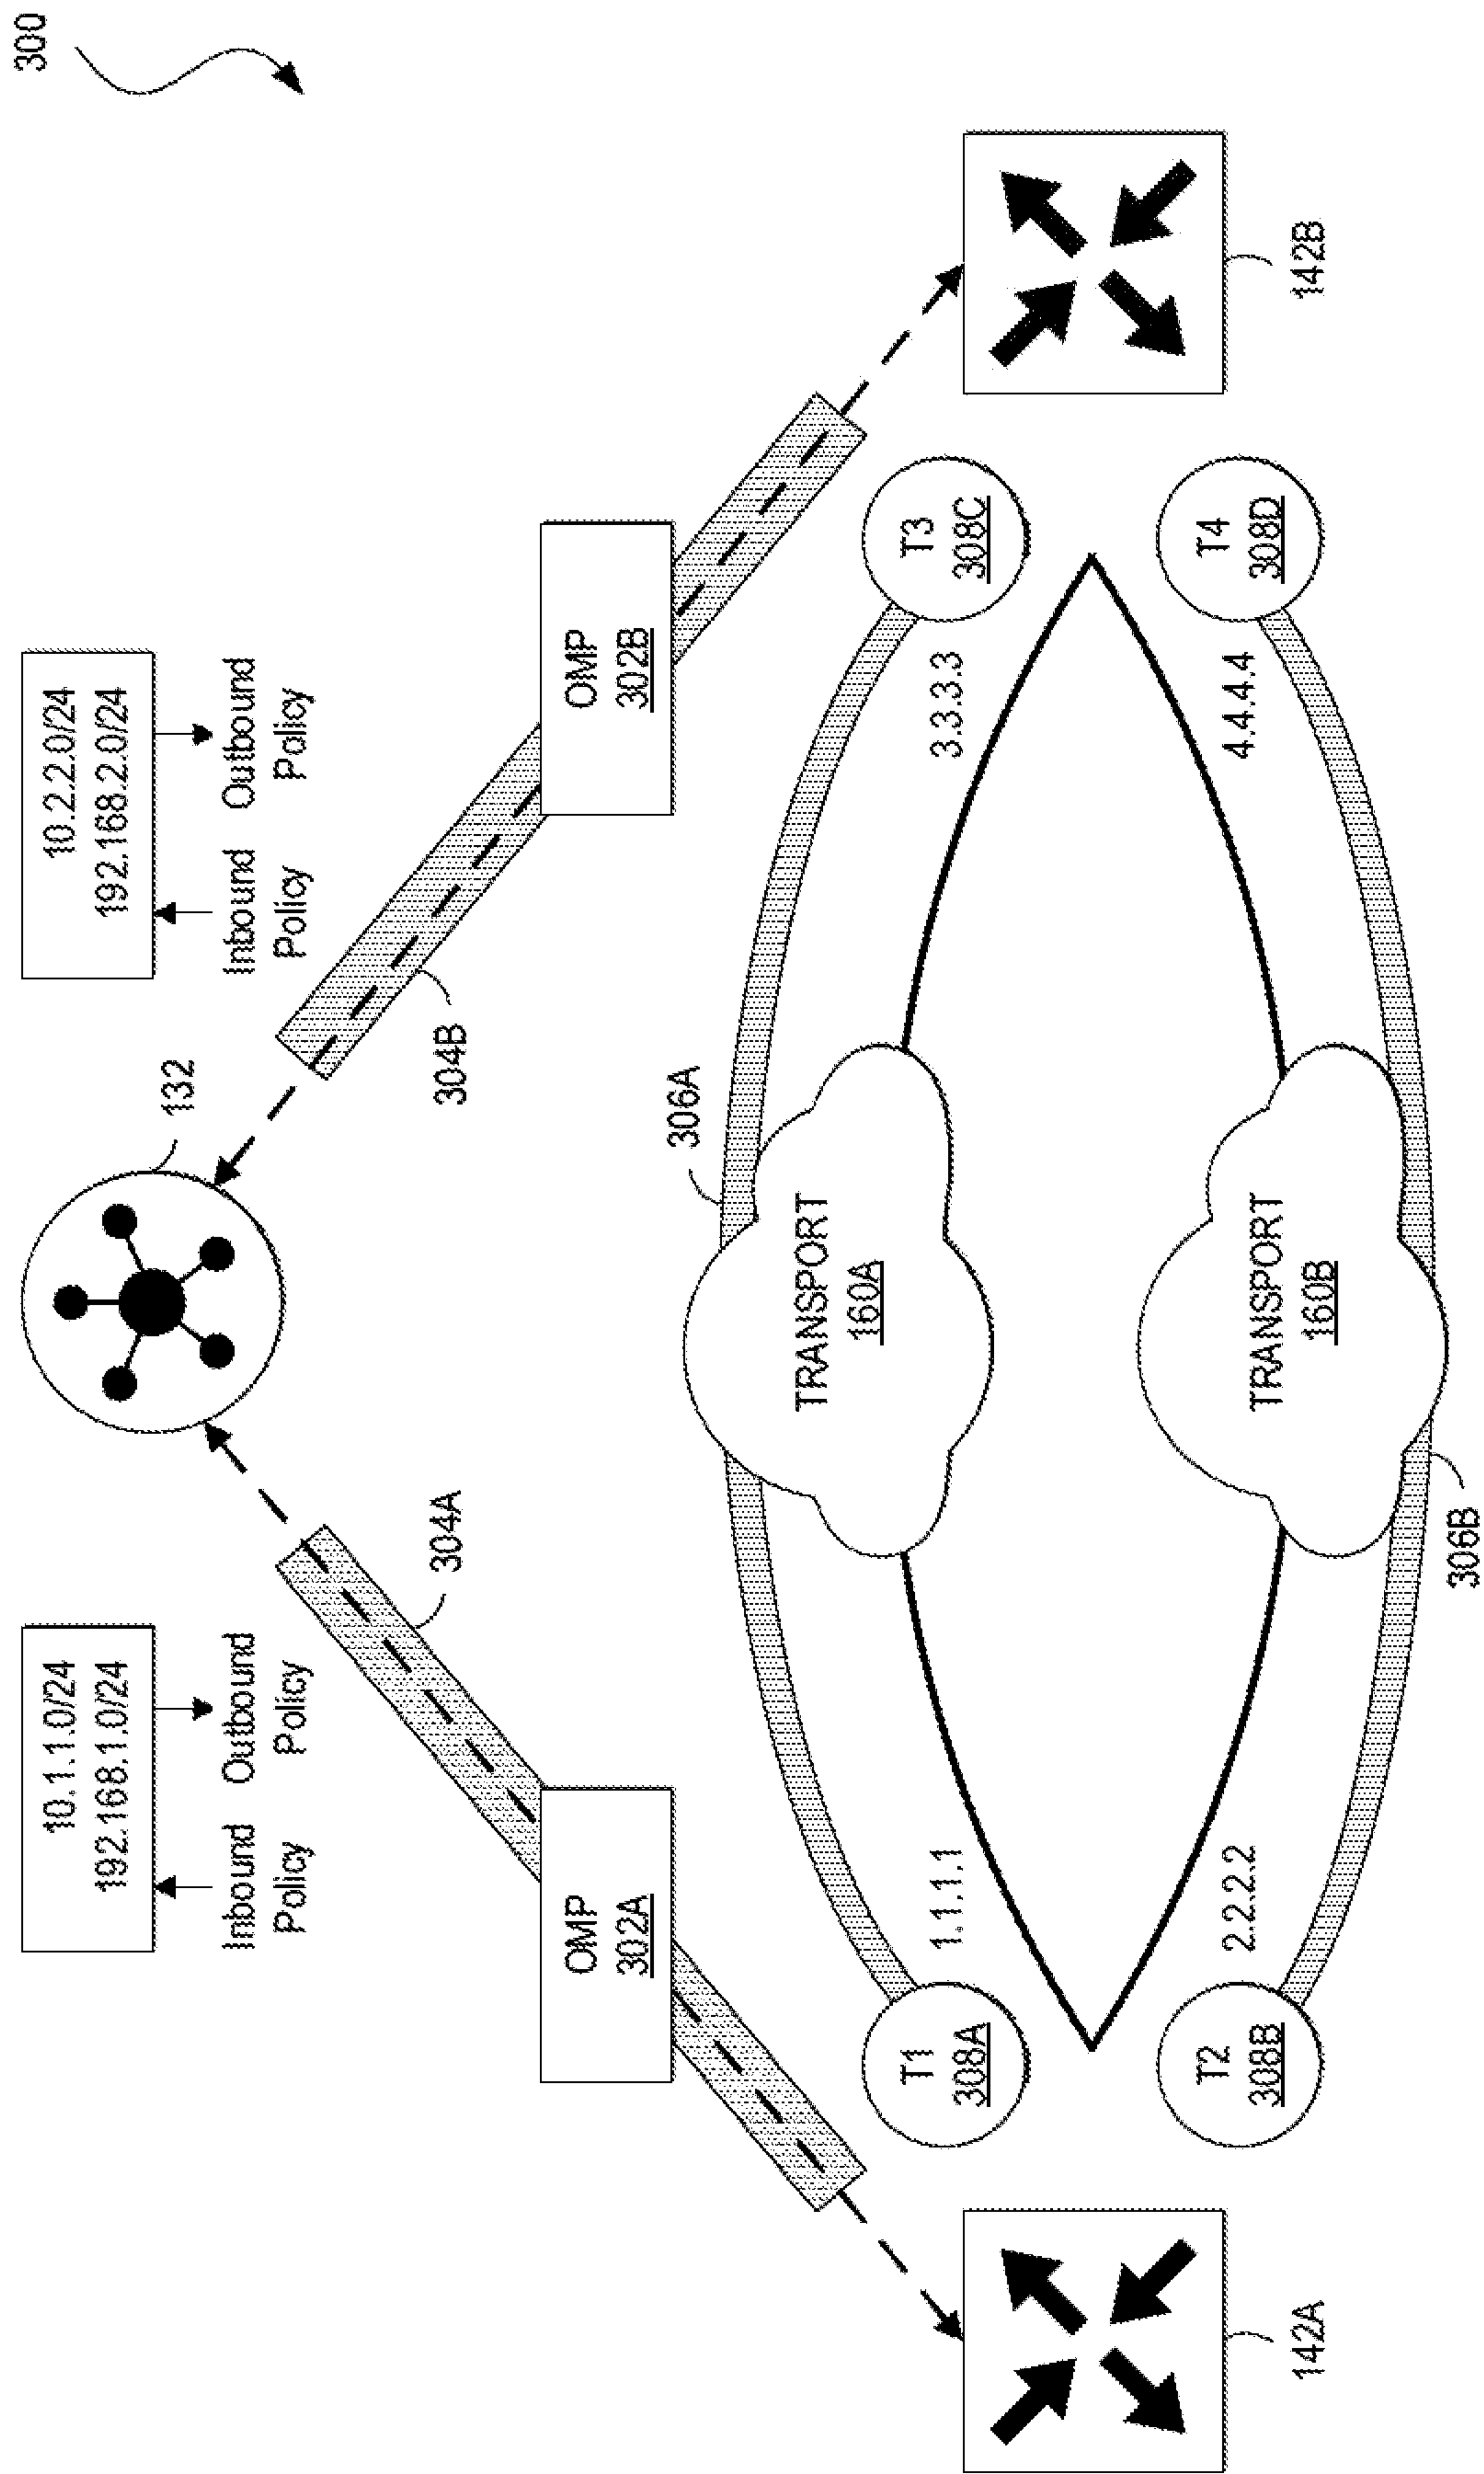 300
132
10.1.1.0/24
192.168.1.0/24
Inbound
Policy
Outbound
Policy
10.2.2.0/24
192.168.2.0/24
Inbound
Policy
Outbound
Policy
304A
304B
OMP
302A
OMP
302B
306A
TRANSPORT
160A
T1
308A
1.1.1.1
3.3.3.3
T3
308C
142A
142B
T2
308B
2.2.2.2
4.4.4.4
T4
308D
TRANSPORT
160B
306B